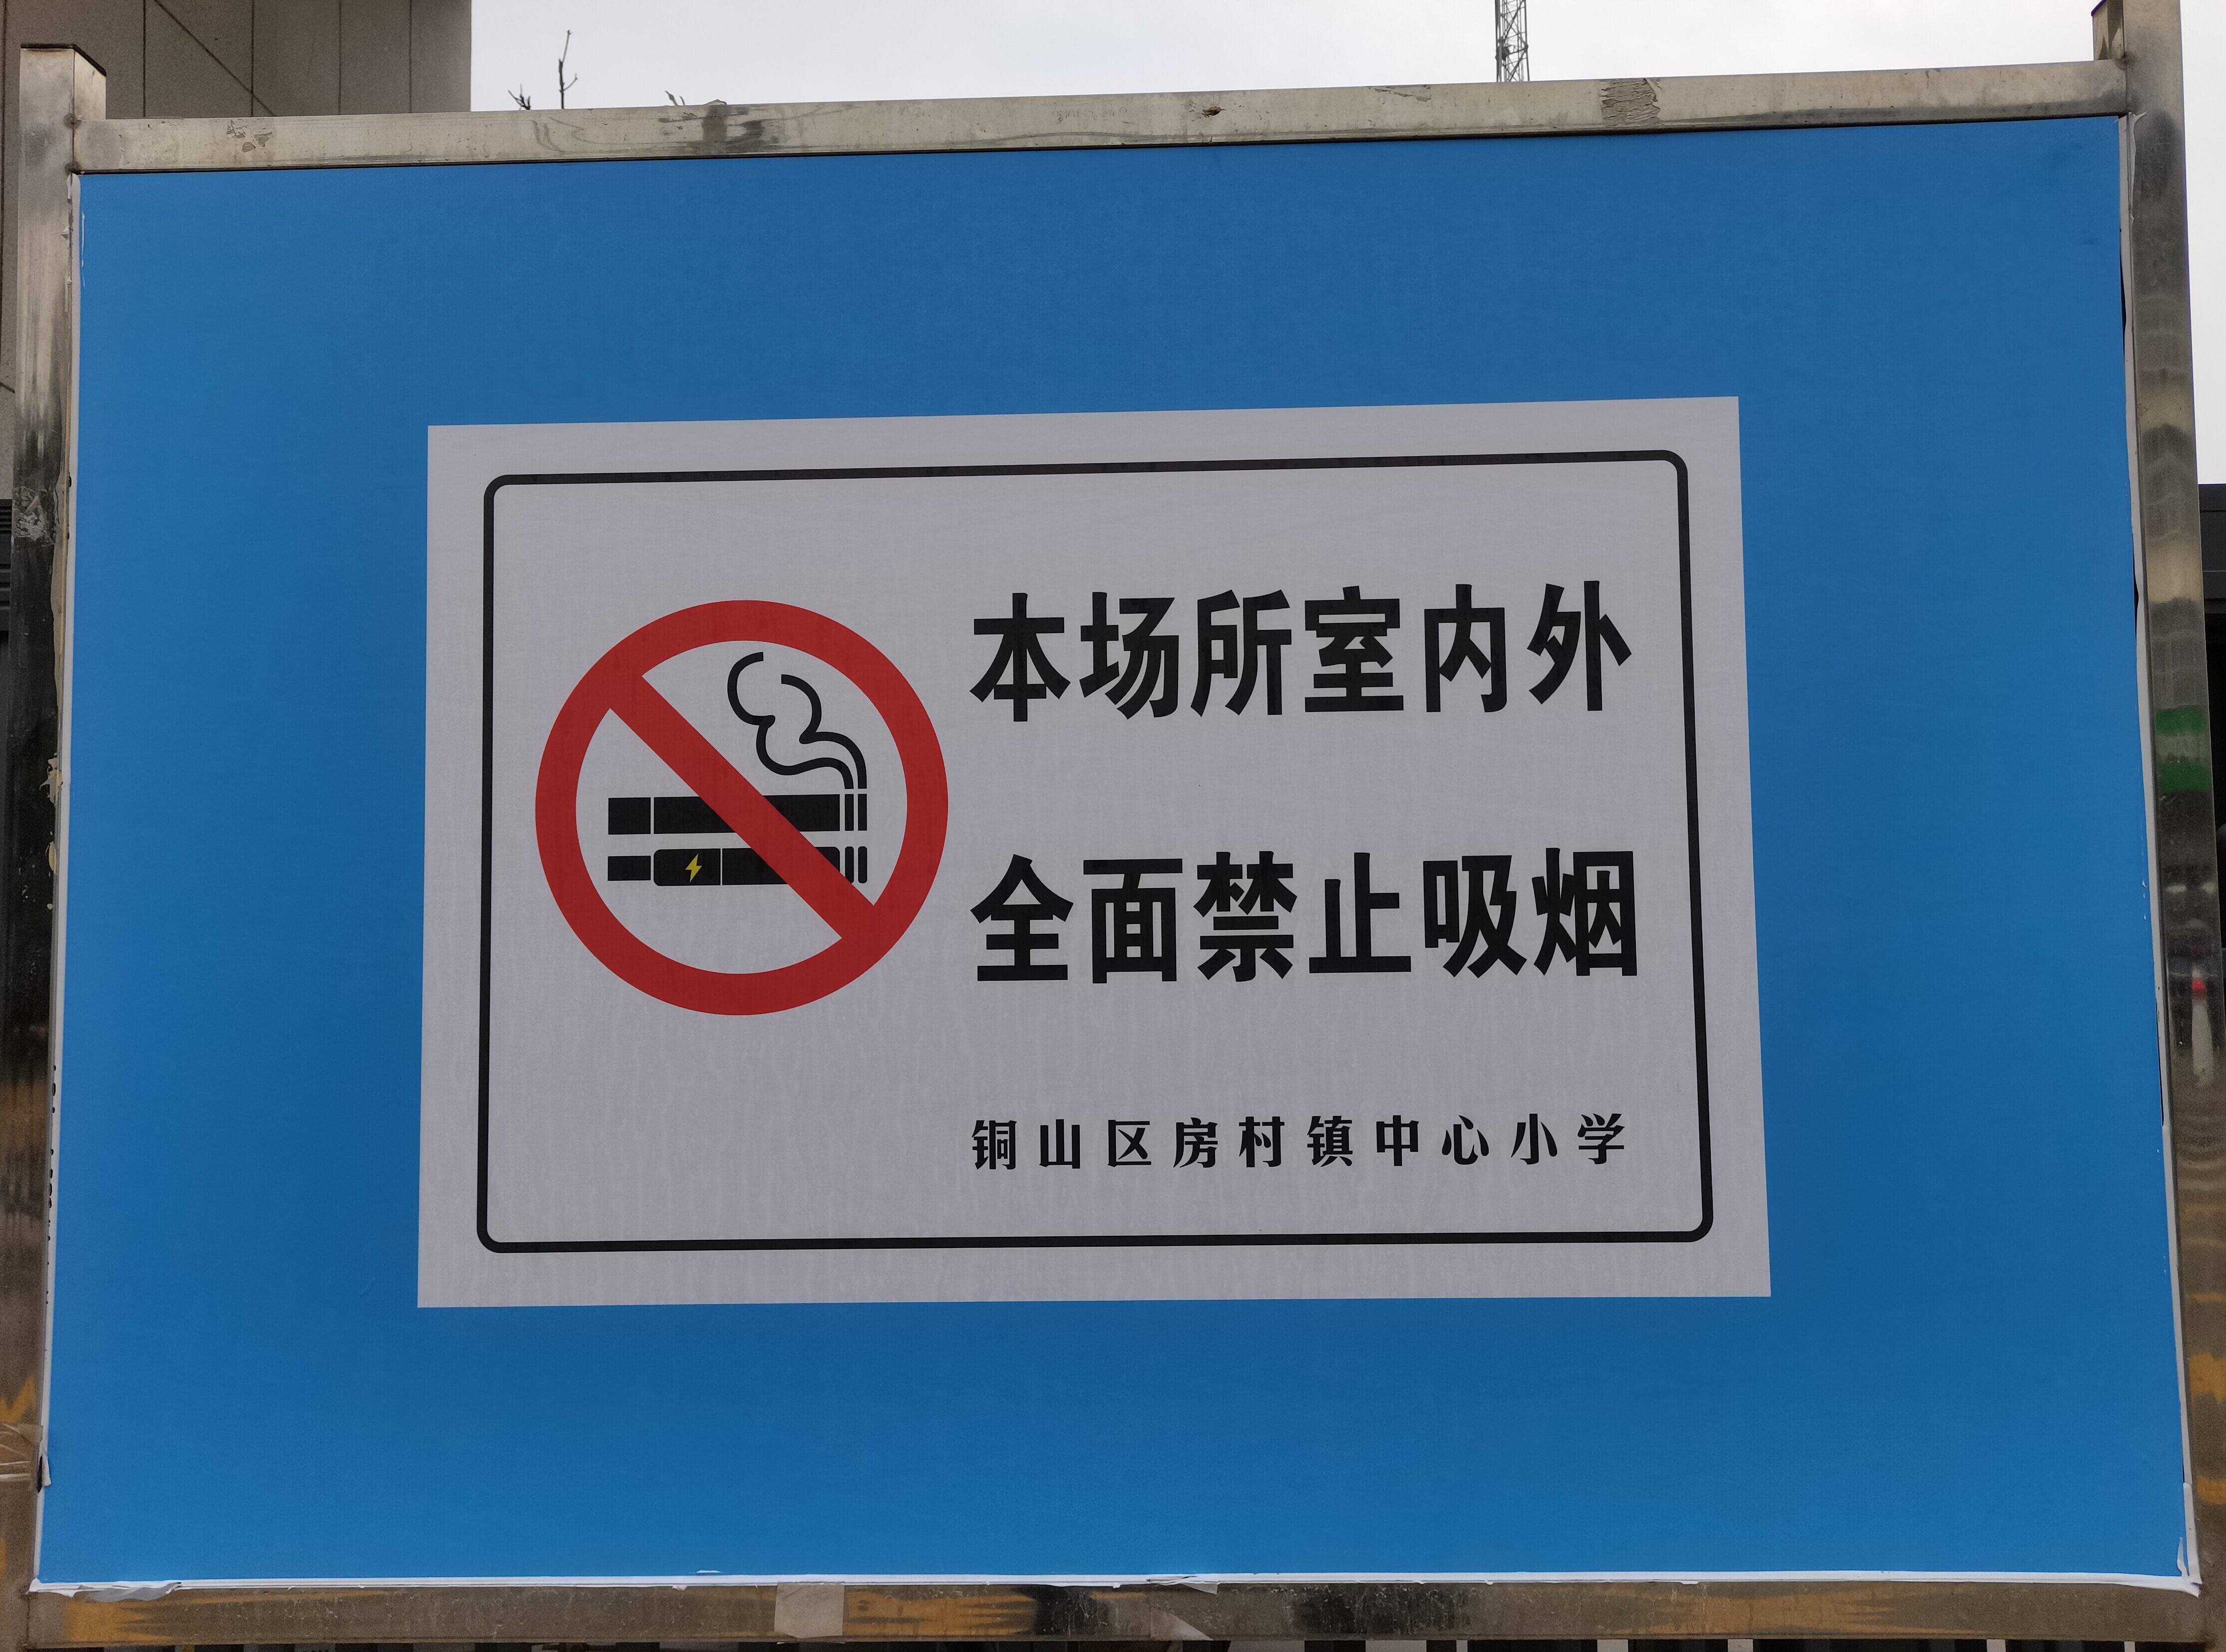 本场所室内外
全面禁止吸烟
铜山区房村镇中心小学